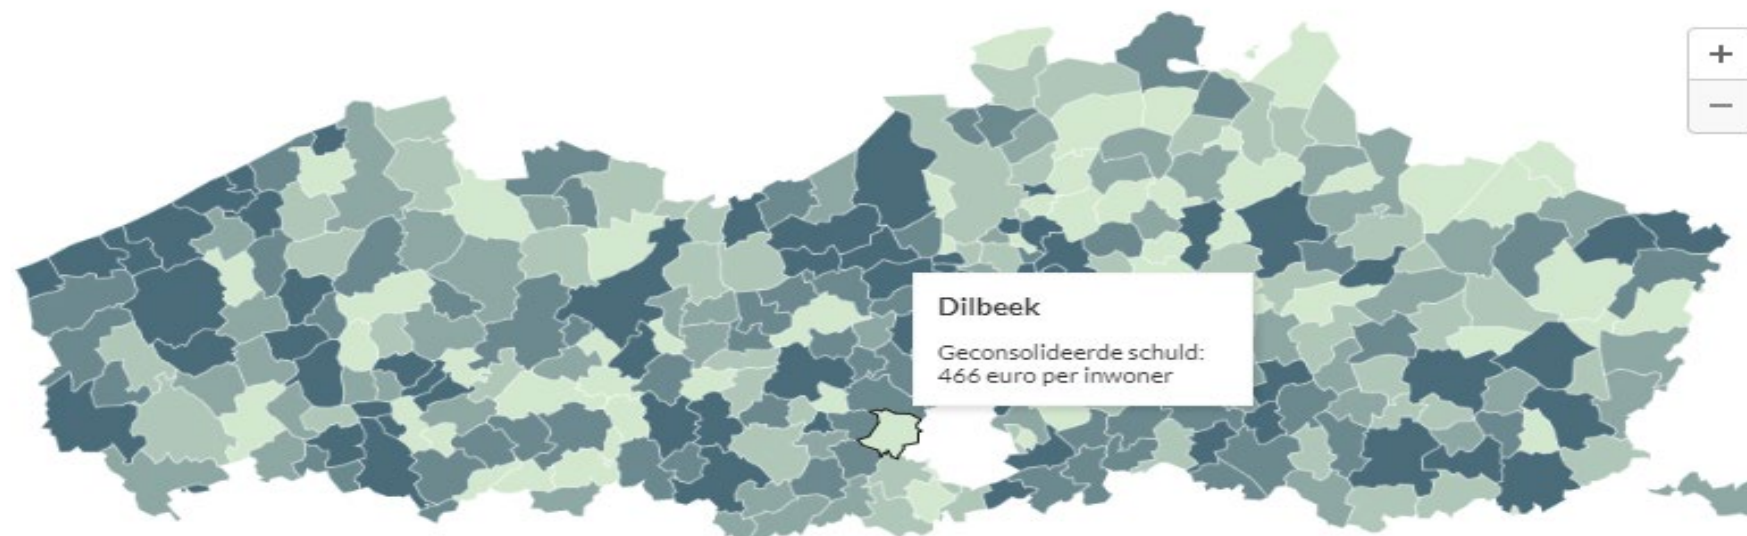 +
−
Dilbeek
Geconsolideerde schuld:
466 euro per inwoner